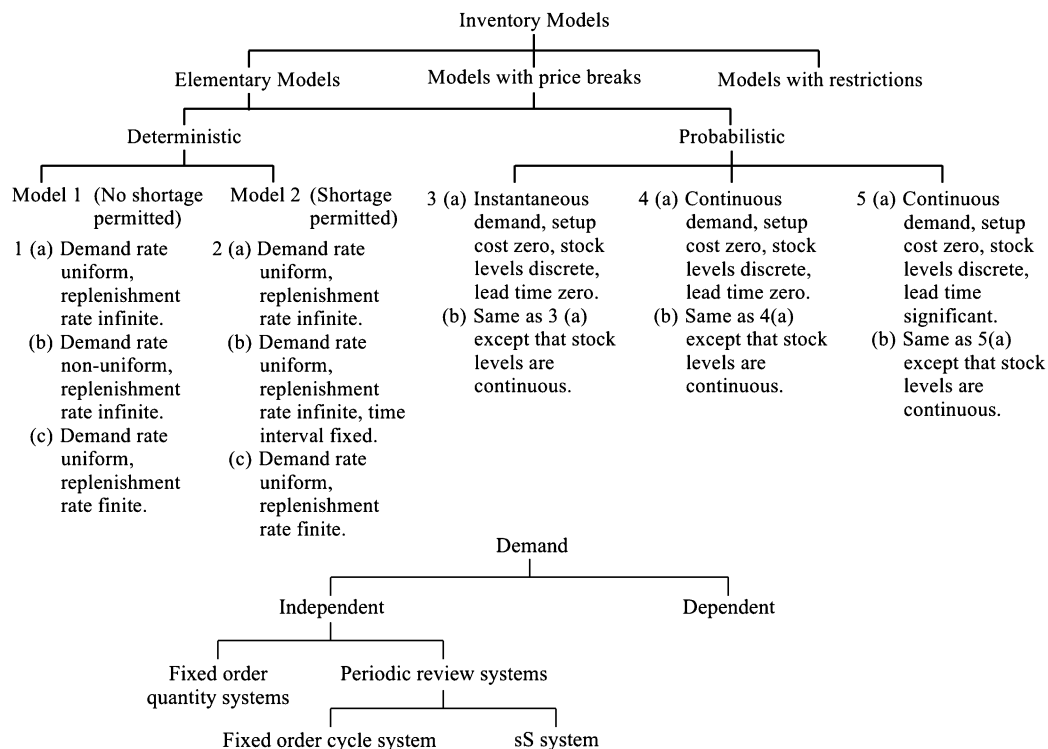 Inventory Models
Elementary Models
Models with price breaks
Models with restrictions
Deterministic
Probabilistic
Model 1 (No shortage
permitted)
1 (a) Demand rate
uniform,
replenishment
rate infinite.
(b) Demand rate
non-uniform,
replenishment
rate infinite.
(c) Demand rate
uniform,
replenishment
rate finite.
Model 2 (Shortage
permitted)
2 (a) Demand rate
uniform,
replenishment
rate infinite.
(b) Demand rate
uniform,
replenishment
rate infinite, time
interval fixed.
(c) Demand rate
uniform,
replenishment
rate finite.
3 (a) Instantaneous
demand, setup
cost zero, stock
levels discrete,
lead time zero.
(b) Same as 3 (a)
except that stock
levels are
continuous.
4 (a) Continuous
demand, setup
cost zero, stock
levels discrete,
lead time zero.
(b) Same as 4(a)
except that stock
levels are
continuous.
5 (a) Continuous
demand, setup
cost zero, stock
levels discrete,
lead time
significant.
(b) Same as 5(a)
except that stock
levels are
continuous.
Demand
Independent
Dependent
Fixed order
quantity systems
Periodic review systems
Fixed order cycle system
sS system